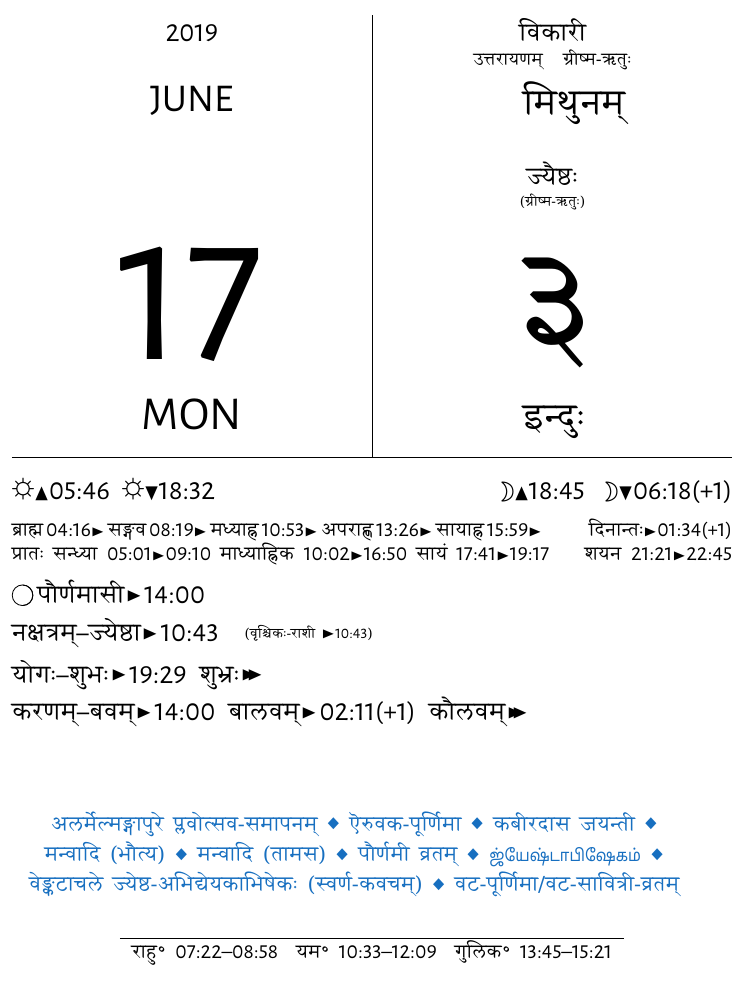 2019
JUNE
17
MON
विकारी
उत्तरायणम् ग्रीष्म-ऋतुः
मिथुनम्
ज्यैष्ठः
(ग्रीष्म-ऋतुः)
३
इन्दुः
☼▲05:46 ☼▼18:32 ☽▲18:45 ☽▼06:18(+1)
ब्राह्म 04:16► सङ्गव 08:19► मध्याह्न 10:53► अपराह्ण 13:26► सायाह्न 15:59► दिनान्तः►01:34(+1)
प्रातः सन्ध्या 05:01►09:10 माध्याह्निक 10:02►16:50 सायं 17:41►19:17 शयन 21:21►22:45
◯पौर्णमासी►14:00
नक्षत्रम्–ज्येष्ठा►10:43 (वृश्चिकः-राशी ►10:43)
योगः–शुभः►19:29 शुभ्रः►►
करणम्–बवम्►14:00 बालवम्►02:11(+1) कौलवम्►►
अलर्मेल्मङ्गापुरे प्लवोत्सव-समापनम् ◆ ऎरुवक-पूर्णिमा ◆ कबीरदास जयन्ती ◆
मन्वादि (भौत्य) ◆ मन्वादि (तामस) ◆ पौर्णमी व्रतम् ◆ ஜ்யேஷ்டாபிஷேகம் ◆
वेङ्कटाचले ज्येष्ठ-अभिद्येयकाभिषेकः (स्वर्ण-कवचम्) ◆ वट-पूर्णिमा/वट-सावित्री-व्रतम्
राहु॰ 07:22–08:58 यम॰ 10:33–12:09 गुलिक॰ 13:45–15:21